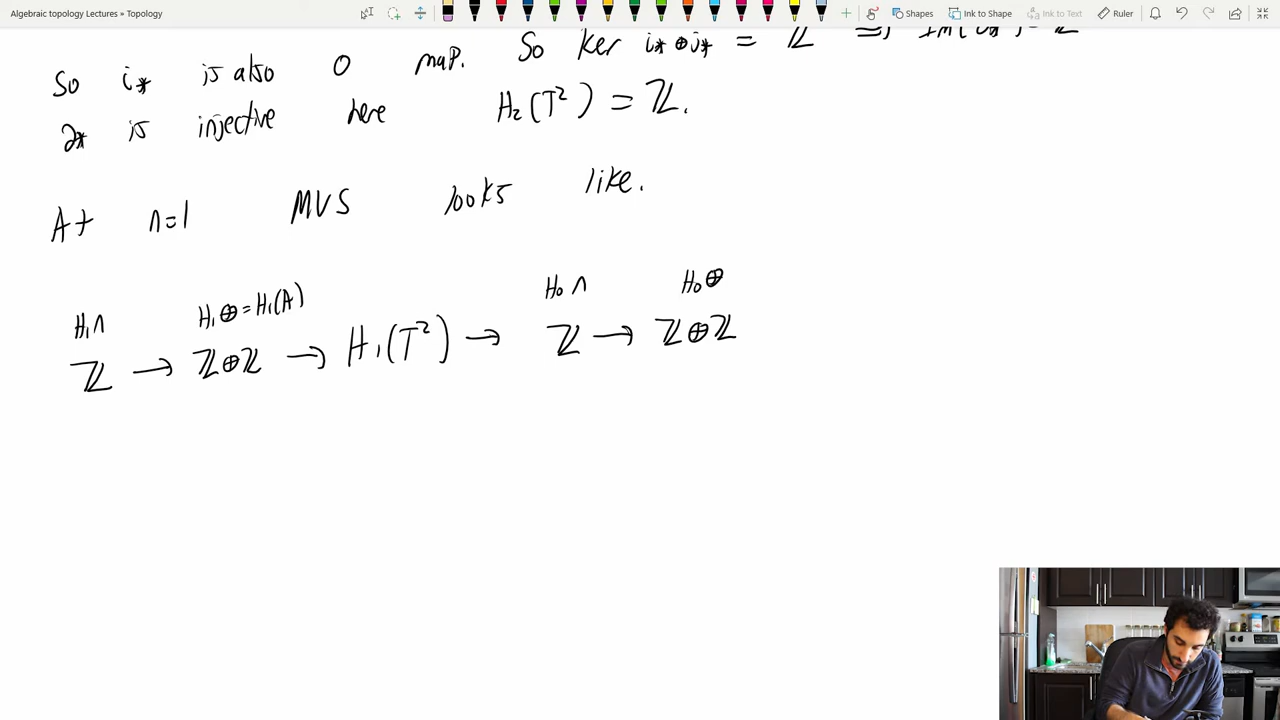 Algebraic topology Lectures - Topology
Shapes Ink to Shape Ink to Text Ruler
So i* is also 0 map. So Ker i* ⊕ j* = ℤ
∂* is injective here H₂(T²) = ℤ.
At n=1 MVS looks like.
H₁∩ H₁⊕ = H₁(A) H₀∩ H₀⊕
ℤ → ℤ⊕ℤ → H₁(T²) → ℤ → ℤ⊕ℤ